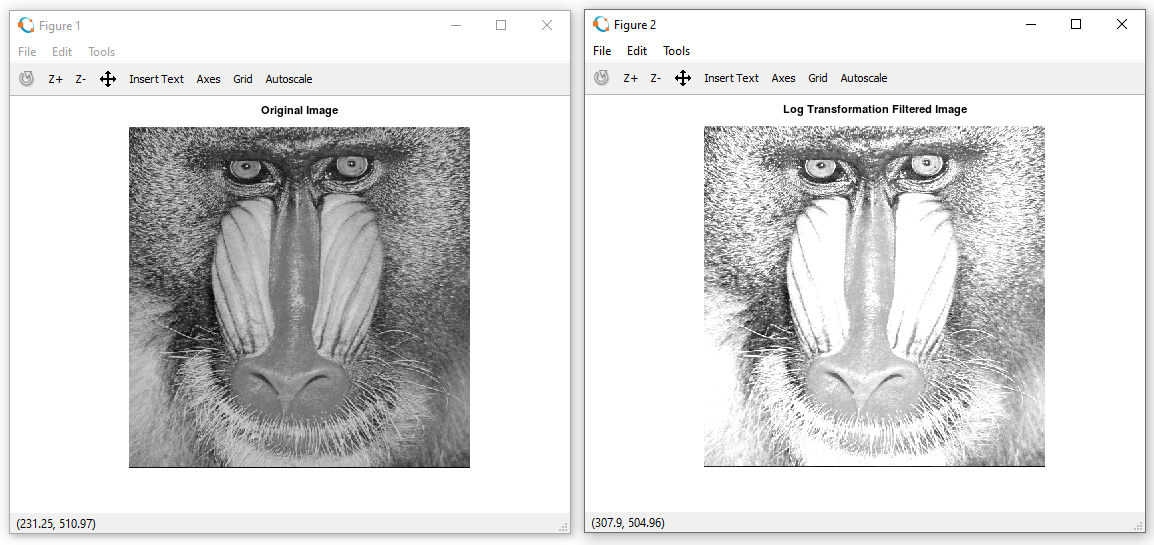 Figure 1
File Edit Tools
Z+ Z- Insert Text Axes Grid Autoscale
Original Image
(231.25, 510.97)
Figure 2
File Edit Tools
Z+ Z- Insert Text Axes Grid Autoscale
Log Transformation Filtered Image
(307.9, 504.96)